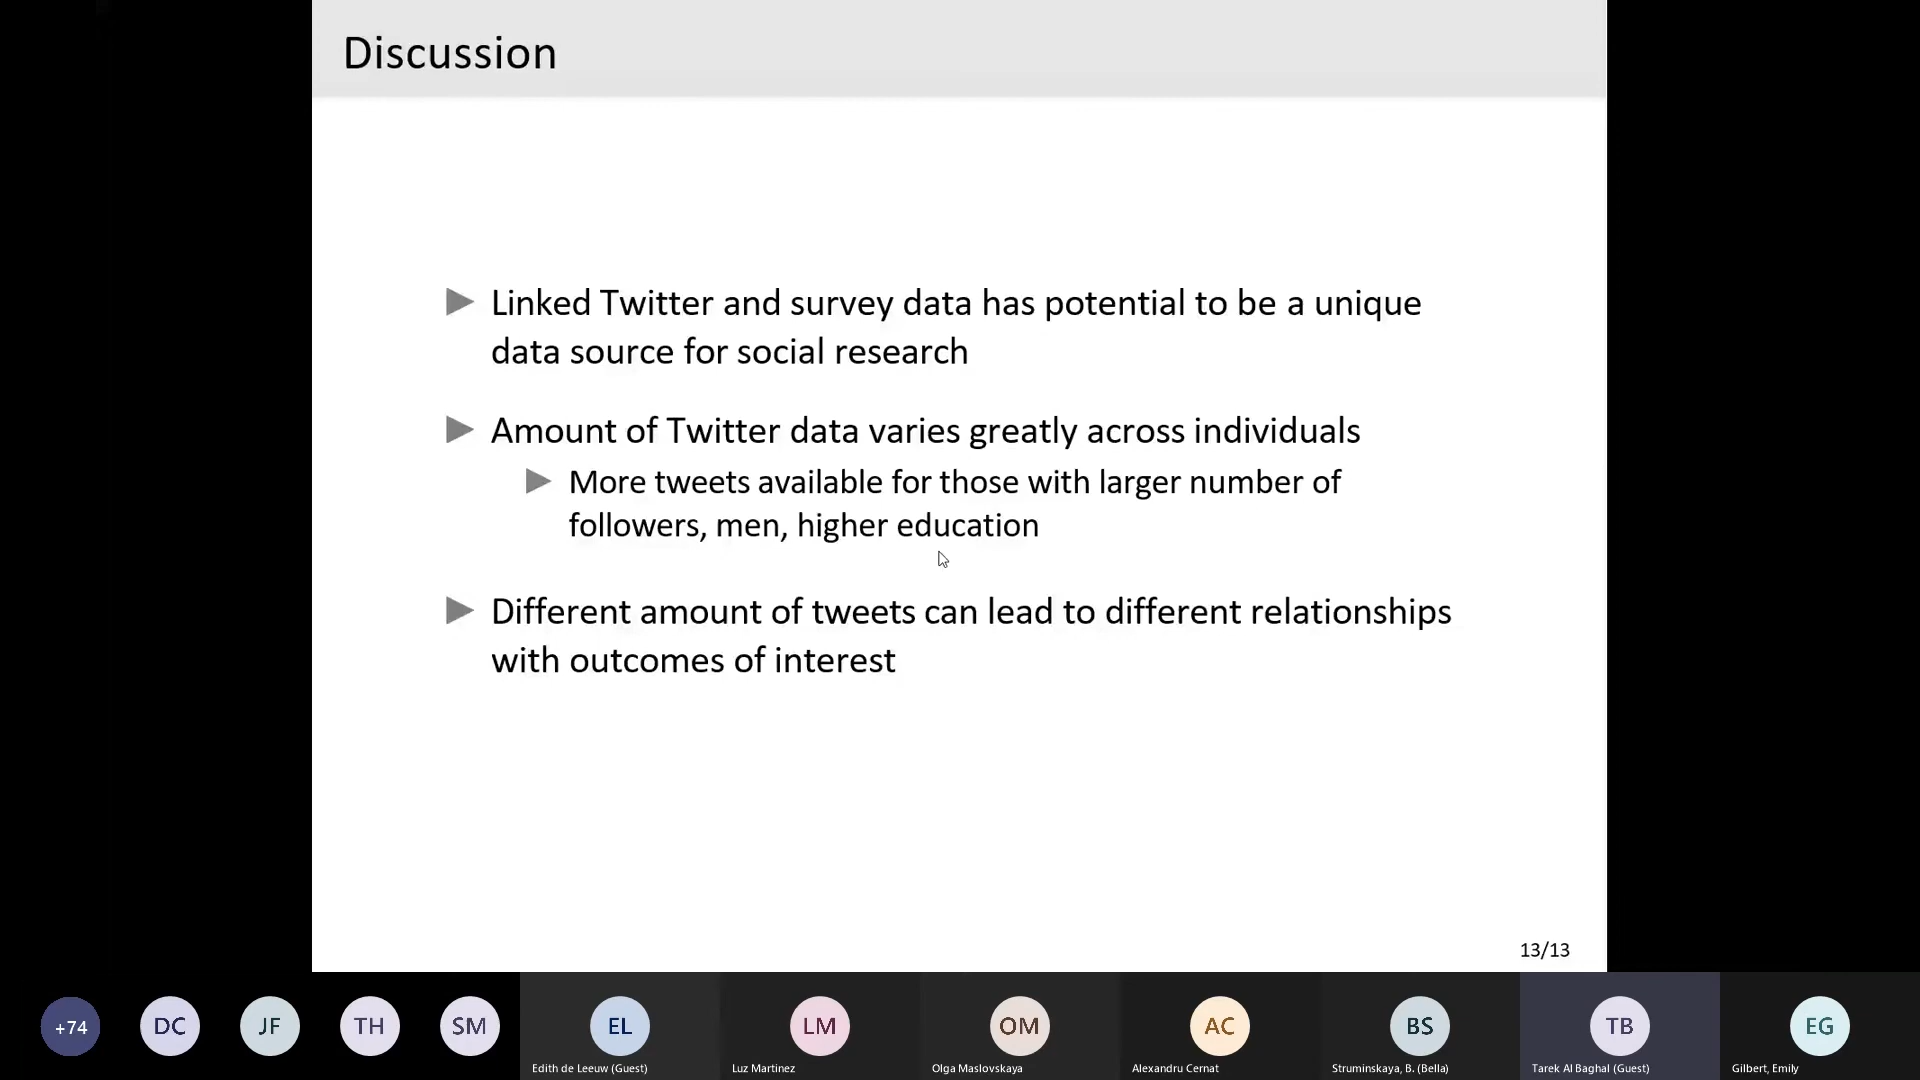 Discussion
Linked Twitter and survey data has potential to be a unique
data source for social research
Amount of Twitter data varies greatly across individuals
More tweets available for those with larger number of
followers, men, higher education
Different amount of tweets can lead to different relationships
with outcomes of interest
13/13
+74
DC
JF
TH
SM
EL
LM
OM
AC
BS
TB
EG
Edith de Leeuw (Guest)
Luz Martinez
Olga Maslovskaya
Alexandru Cernat
Struminskaya, B. (Bella)
Tarek Al Baghal (Guest)
Gilbert, Emily